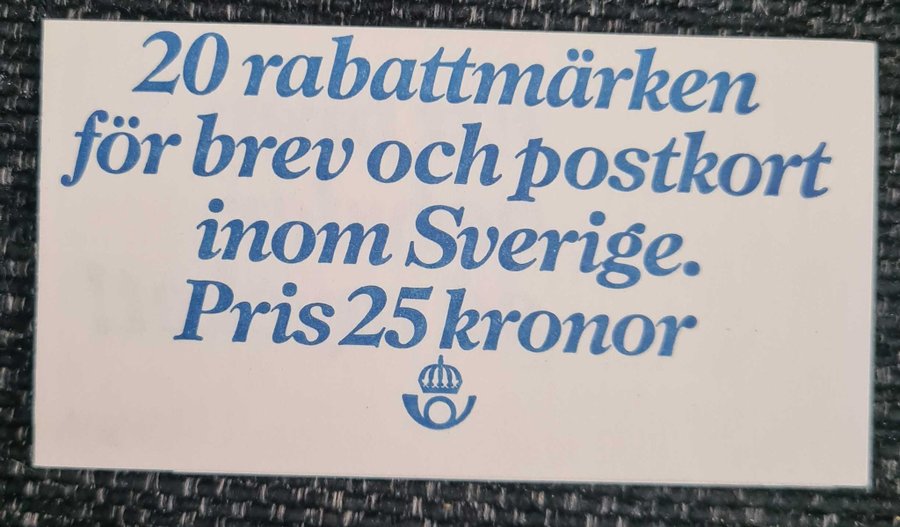 20 rabattmärken
för brev och postkort
inom Sverige.
Pris 25 kronor